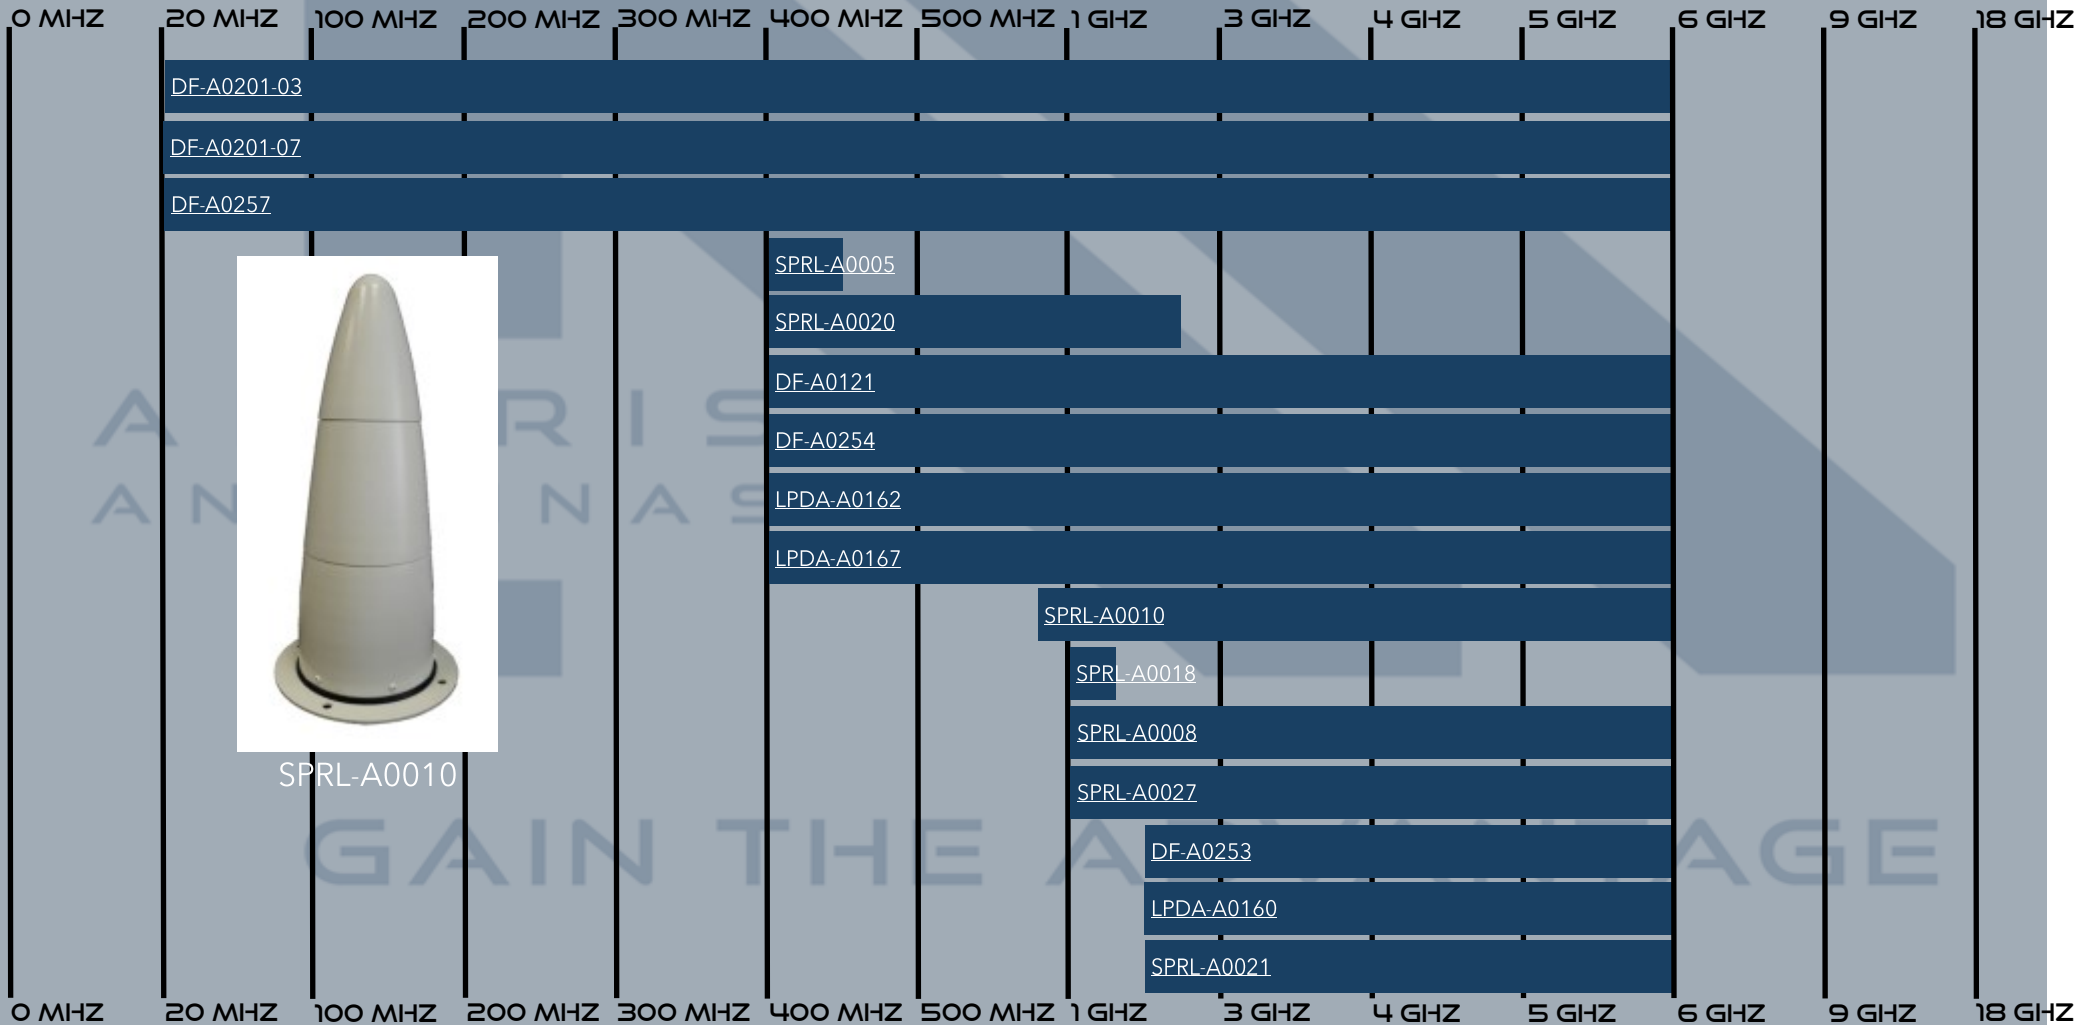 0 MHZ 20 MHZ 100 MHZ 200 MHZ 300 MHZ 400 MHZ 500 MHZ 1 GHZ 3 GHZ 4 GHZ 5 GHZ 6 GHZ 9 GHZ 18 GHZ
DF-A0201-03
DF-A0201-07
DF-A0257
SPRL-A0005
SPRL-A0020
DF-A0121
DF-A0254
LPDA-A0162
LPDA-A0167
SPRL-A0010
SPRL-A0018
SPRL-A0008
SPRL-A0027
DF-A0253
LPDA-A0160
SPRL-A0021
SPRL-A0010
GAIN THE ADVANTAGE
0 MHZ 20 MHZ 100 MHZ 200 MHZ 300 MHZ 400 MHZ 500 MHZ 1 GHZ 3 GHZ 4 GHZ 5 GHZ 6 GHZ 9 GHZ 18 GHZ